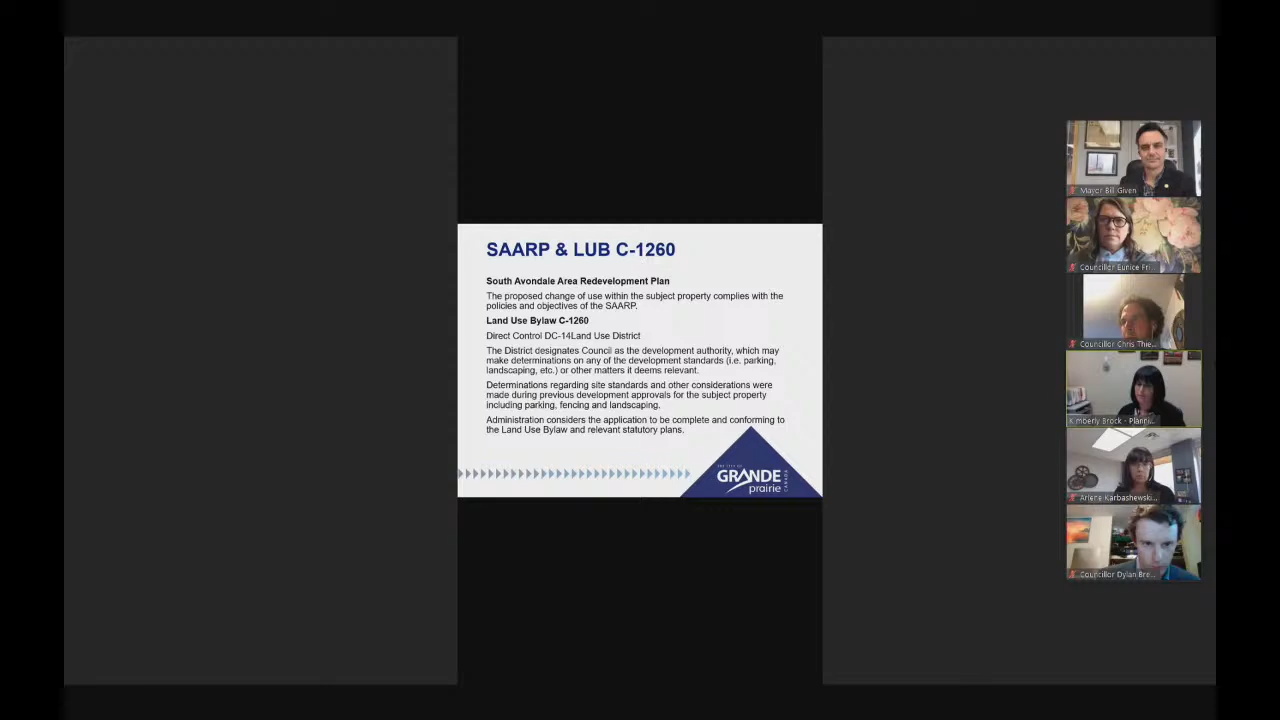 SAARP & LUB C-1260
South Avondale Area Redevelopment Plan
The proposed change of use within the subject property complies with the
policies and objectives of the SAARP.
Land Use Bylaw C-1260
Direct Control DC-14Land Use District
The District designates Council as the development authority, which may
make determinations on any of the development standards (i.e. parking,
landscaping, etc.) or other matters it deems relevant.
Determinations regarding site standards and other considerations were
made during previous development approvals for the subject property
including parking, fencing and landscaping.
Administration considers the application to be complete and conforming to
the Land Use Bylaw and relevant statutory plans.
THE CITY OF
GRANDE
prairie
CANADA
Mayor Bill Given
Councillor Eunice Fri
Councillor Chris Thie...
Kimberly Brock - Planni...
Arlene Karbashewski...
Councillor Dylan Bre...